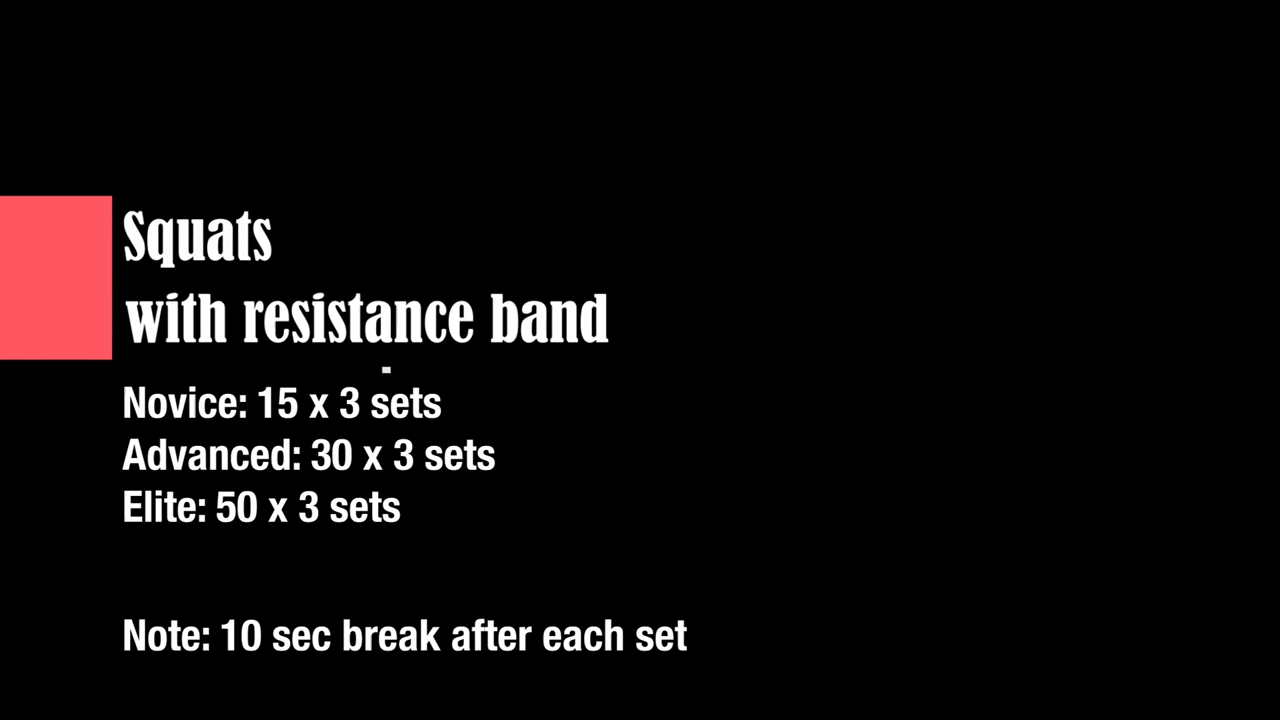 Squats
with resistance band
-
Novice: 15 x 3 sets
Advanced: 30 x 3 sets
Elite: 50 x 3 sets
Note: 10 sec break after each set